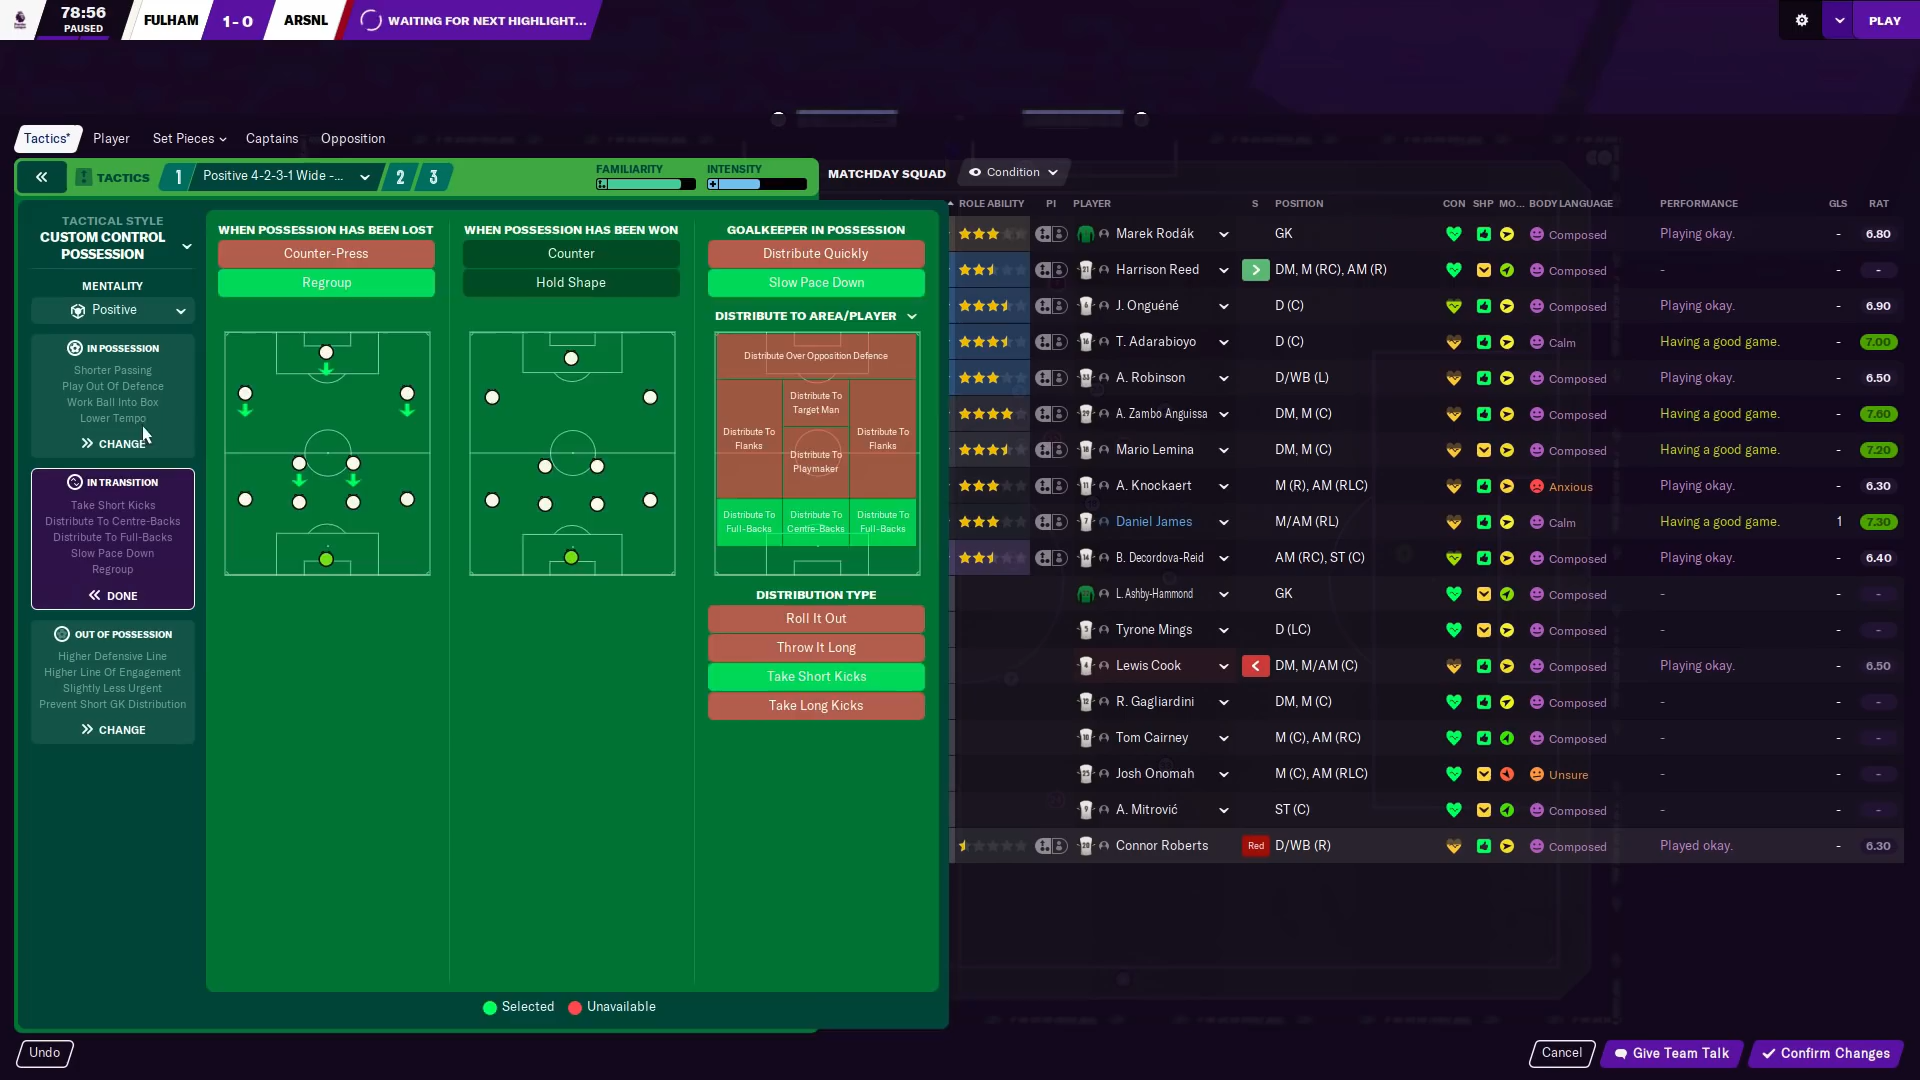 78:56
PAUSED
FULHAM
1 - 0
ARSNL
WAITING FOR NEXT HIGHLIGHT...
PLAY
Tactics*
Player
Set Pieces
Captains
Opposition
TACTICS
1
Positive 4-2-3-1 Wide -...
2
3
FAMILIARITY
INTENSITY
MATCHDAY SQUAD
Condition
TACTICAL STYLE
CUSTOM CONTROL
POSSESSION
MENTALITY
Positive
IN POSSESSION
Shorter Passing
Play Out Of Defence
Work Ball Into Box
Lower Tempo
CHANGE
IN TRANSITION
Take Short Kicks
Distribute To Centre-Backs
Distribute To Full-Backs
Slow Pace Down
Regroup
DONE
OUT OF POSSESSION
Higher Defensive Line
Higher Line Of Engagement
Slightly Less Urgent
Prevent Short GK Distribution
CHANGE
WHEN POSSESSION HAS BEEN LOST
Counter-Press
Regroup
WHEN POSSESSION HAS BEEN WON
Counter
Hold Shape
GOALKEEPER IN POSSESSION
Distribute Quickly
Slow Pace Down
DISTRIBUTE TO AREA/PLAYER
Distribute Over Opposition Defence
Distribute To
Target Man
Distribute To
Flanks
Distribute To
Playmaker
Distribute To
Flanks
Distribute To
Full-Backs
Distribute To
Centre-Backs
Distribute To
Full-Backs
DISTRIBUTION TYPE
Roll It Out
Throw It Long
Take Short Kicks
Take Long Kicks
Selected
Unavailable
ROLE ABILITY PI PLAYER S POSITION CON SHP MO... BODY LANGUAGE PERFORMANCE GLS RAT
Marek Rodák GK Composed Playing okay. - 6.80
Harrison Reed DM, M (RC), AM (R) Composed - - -
J. Onguéné D (C) Composed Playing okay. - 6.90
T. Adarabioyo D (C) Calm Having a good game. - 7.00
A. Robinson D/WB (L) Composed Playing okay. - 6.50
A. Zambo Anguissa DM, M (C) Composed Having a good game. - 7.60
Mario Lemina DM, M (C) Composed Having a good game. - 7.20
A. Knockaert M (R), AM (RLC) Anxious Playing okay. - 6.30
Daniel James M/AM (RL) Calm Having a good game. 1 7.30
B. Decordova-Reid AM (RC), ST (C) Composed Playing okay. - 6.40
L. Ashby-Hammond GK Composed - - -
Tyrone Mings D (LC) Composed - - -
Lewis Cook DM, M/AM (C) Composed Playing okay. - 6.50
R. Gagliardini DM, M (C) Composed - - -
Tom Cairney M (C), AM (RC) Composed - - -
Josh Onomah M (C), AM (RLC) Unsure - - -
A. Mitrović ST (C) Composed - - -
Connor Roberts Red D/WB (R) Composed Played okay. - 6.30
Undo
Cancel
Give Team Talk
Confirm Changes